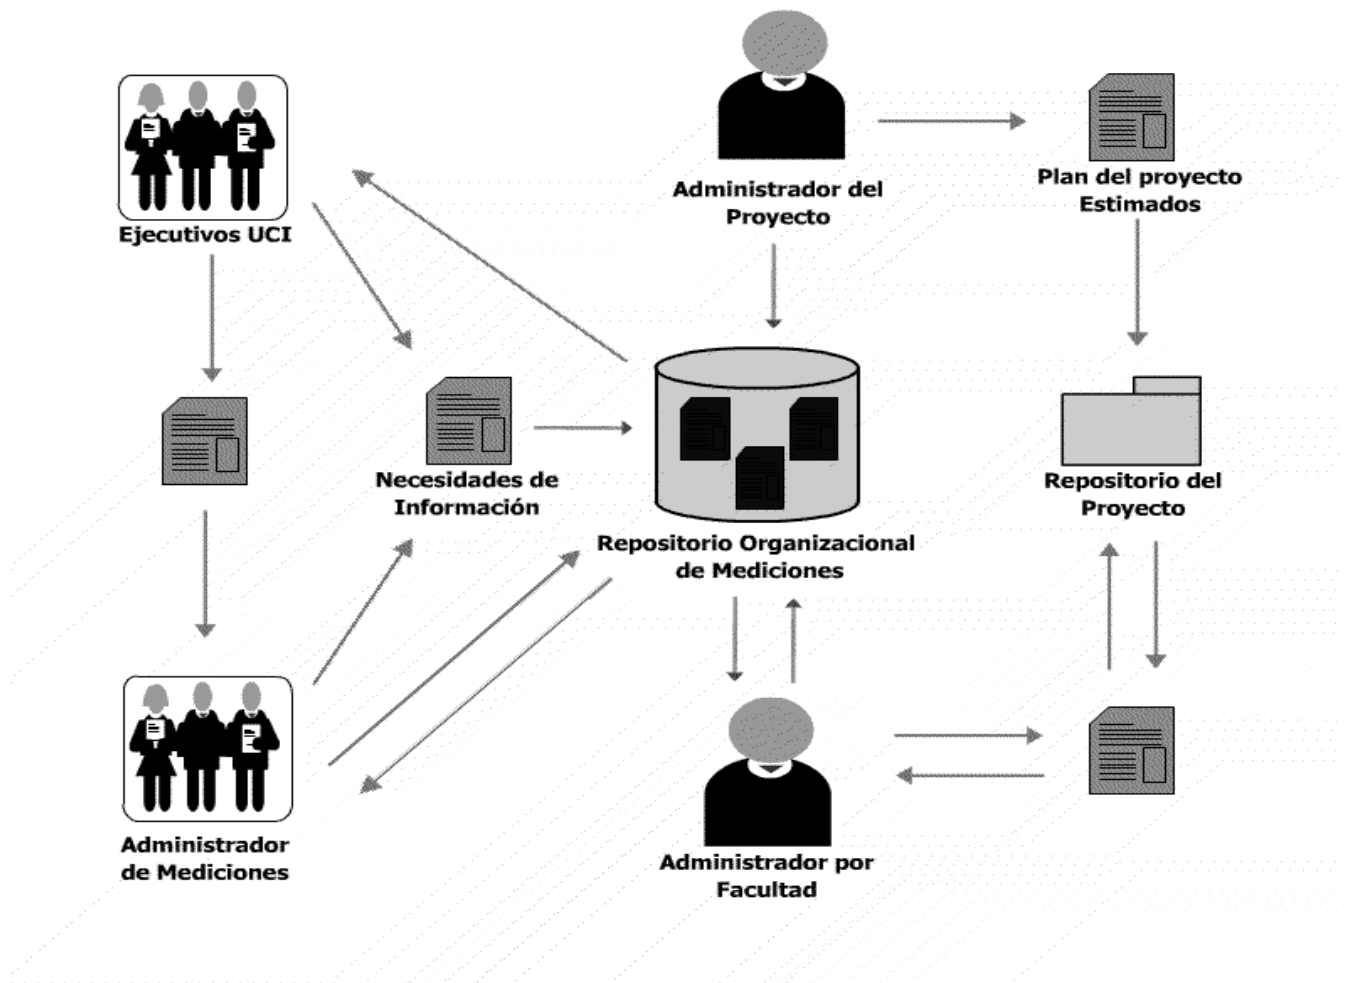 Administrador del
Proyecto
Plan del proyecto
Estimados
Ejecutivos UCI
Necesidades de
Información
Repositorio Organizacional
de Mediciones
Repositorio del
Proyecto
Administrador
de Mediciones
Administrador por
Facultad